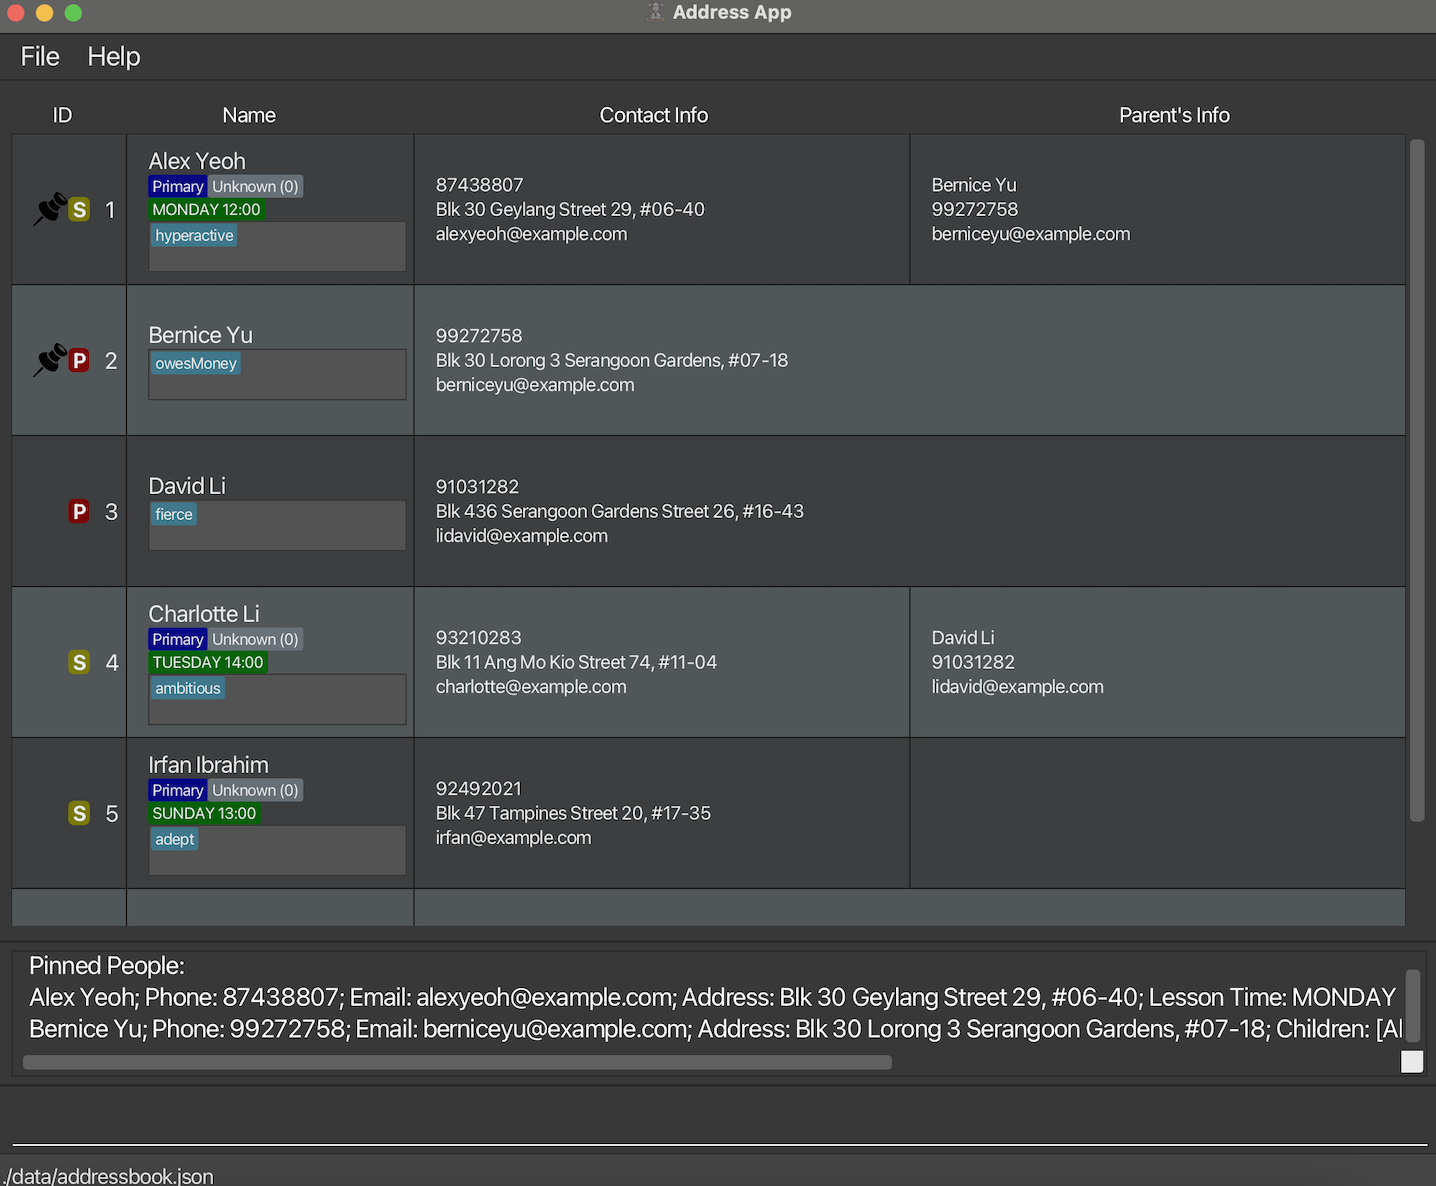 Address App
File Help
ID Name Contact Info Parent's Info
S 1
Alex Yeoh
Primary Unknown (0)
MONDAY 12:00
hyperactive
87438807
Blk 30 Geylang Street 29, #06-40
alexyeoh@example.com
Bernice Yu
99272758
berniceyu@example.com
P 2
Bernice Yu
owesMoney
99272758
Blk 30 Lorong 3 Serangoon Gardens, #07-18
berniceyu@example.com
P 3
David Li
fierce
91031282
Blk 436 Serangoon Gardens Street 26, #16-43
lidavid@example.com
S 4
Charlotte Li
Primary Unknown (0)
TUESDAY 14:00
ambitious
93210283
Blk 11 Ang Mo Kio Street 74, #11-04
charlotte@example.com
David Li
91031282
lidavid@example.com
S 5
Irfan Ibrahim
Primary Unknown (0)
SUNDAY 13:00
adept
92492021
Blk 47 Tampines Street 20, #17-35
irfan@example.com
Pinned People:
Alex Yeoh; Phone: 87438807; Email: alexyeoh@example.com; Address: Blk 30 Geylang Street 29, #06-40; Lesson Time: MONDAY
Bernice Yu; Phone: 99272758; Email: berniceyu@example.com; Address: Blk 30 Lorong 3 Serangoon Gardens, #07-18; Children: [Al
./data/addressbook.json